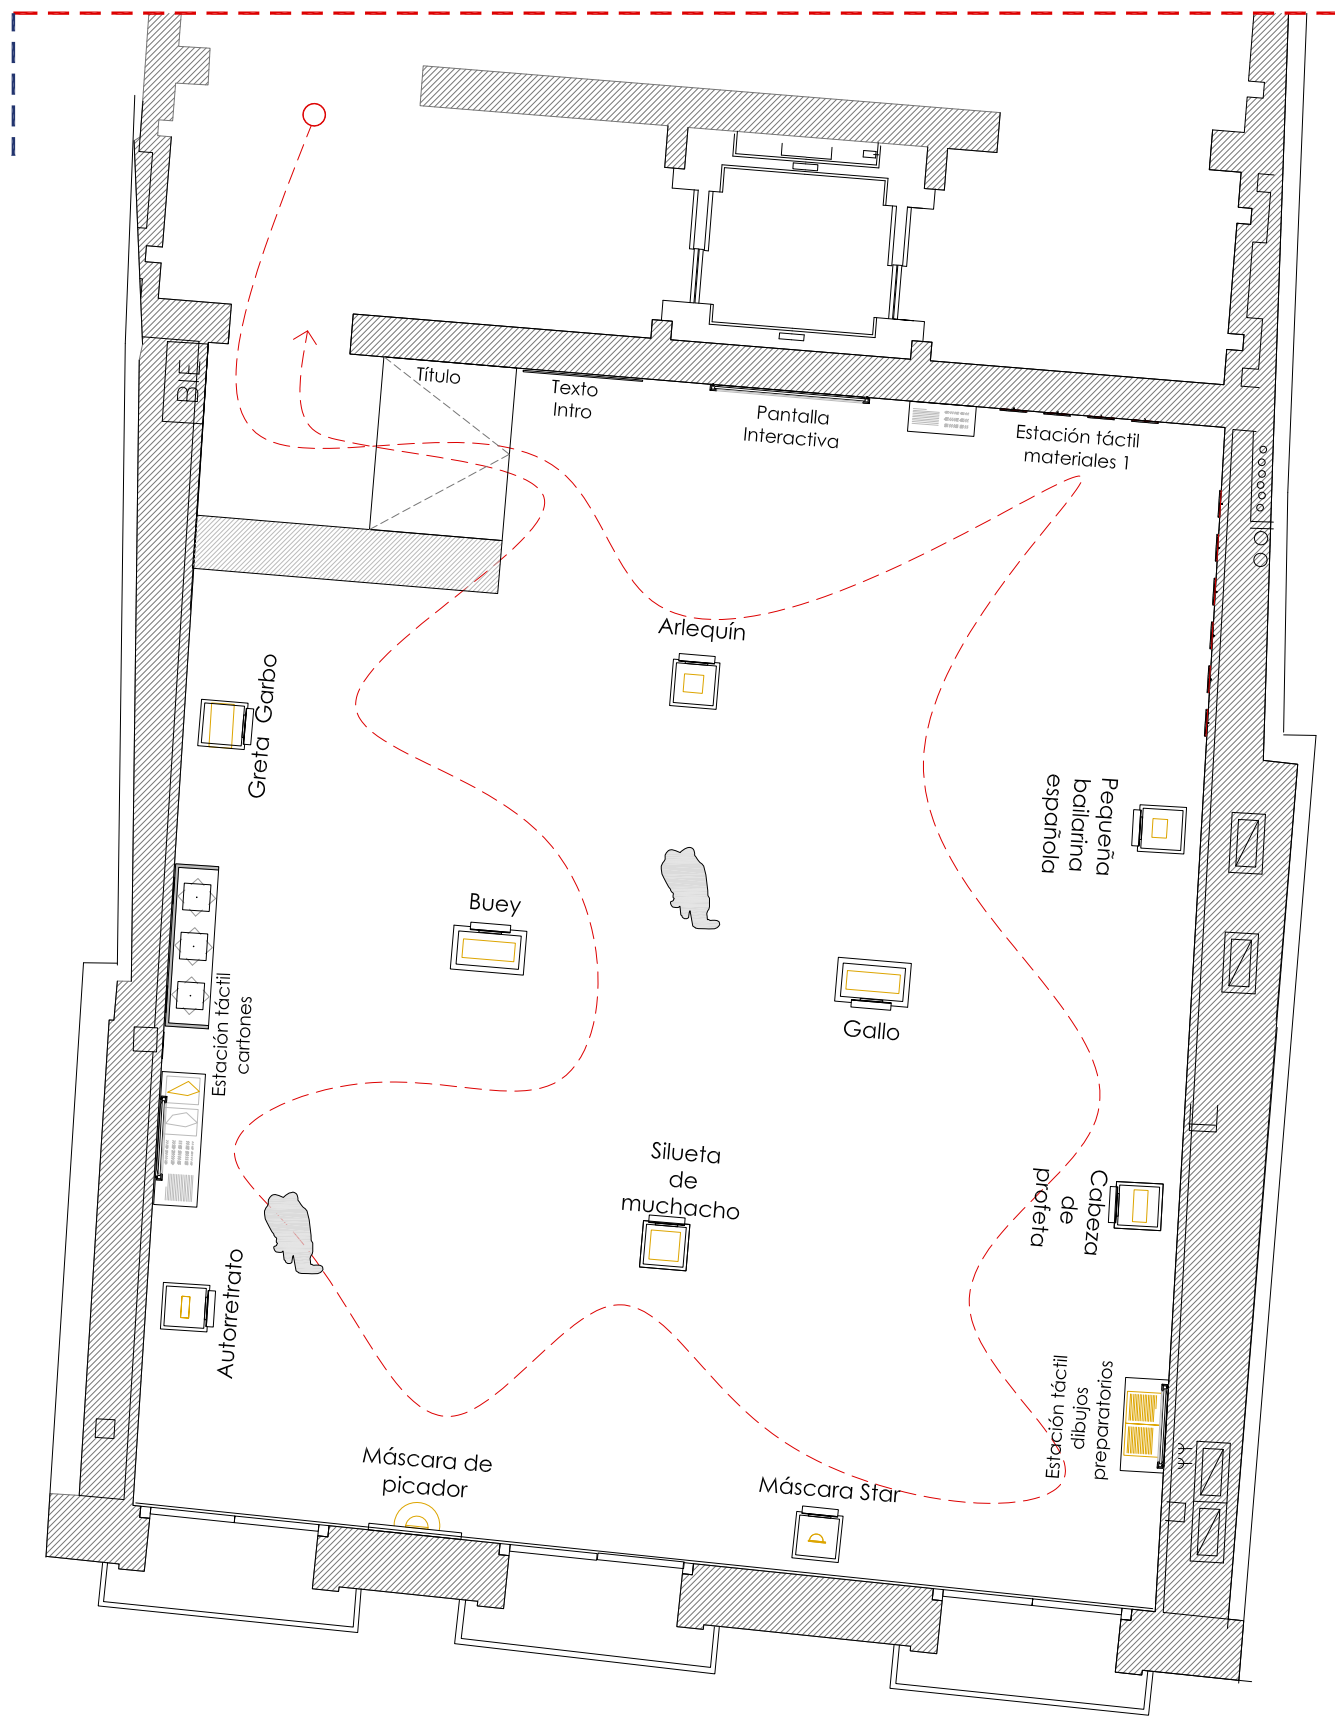 BIE
Título
Texto
Intro
Pantalla
Interactiva
Estación táctil
materiales 1
Arlequín
Greta Garbo
Pequeña
bailarina
española
Buey
Gallo
Estación táctil
cartones
Silueta
de
muchacho
Cabeza
de
profeta
Autorretrato
Estación táctil
dibujos
preparatorios
Máscara de
picador
Máscara Star